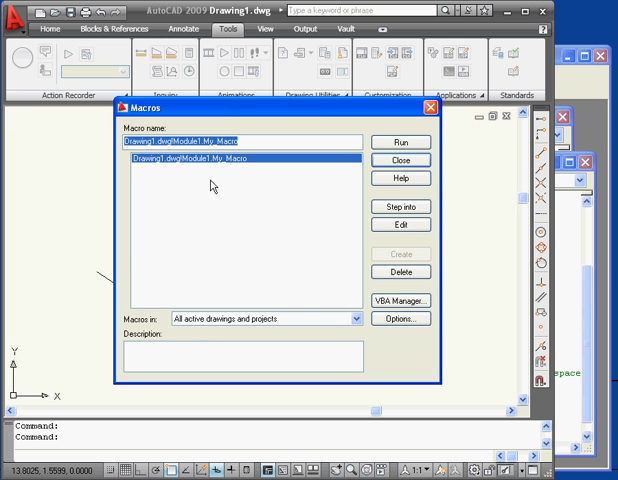 AutoCAD 2009 Drawing1.dwg
Type a keyword or phrase
Home
Blocks & References
Annotate
Tools
View
Output
Vault
Action Recorder
Inquiry
Animations
Drawing Utilities
Customization
Applications
Standards
Macros
Macro name:
Drawing1.dwg!Module1.My_Macro
Drawing1.dwg!Module1.My_Macro
Run
Close
Help
Step into
Edit
Create
Delete
VBA Manager...
Options...
Macros in:
All active drawings and projects
Description:
space
Y
X
Command:
Command:
13.8025, 1.5599, 0.0000
1:1